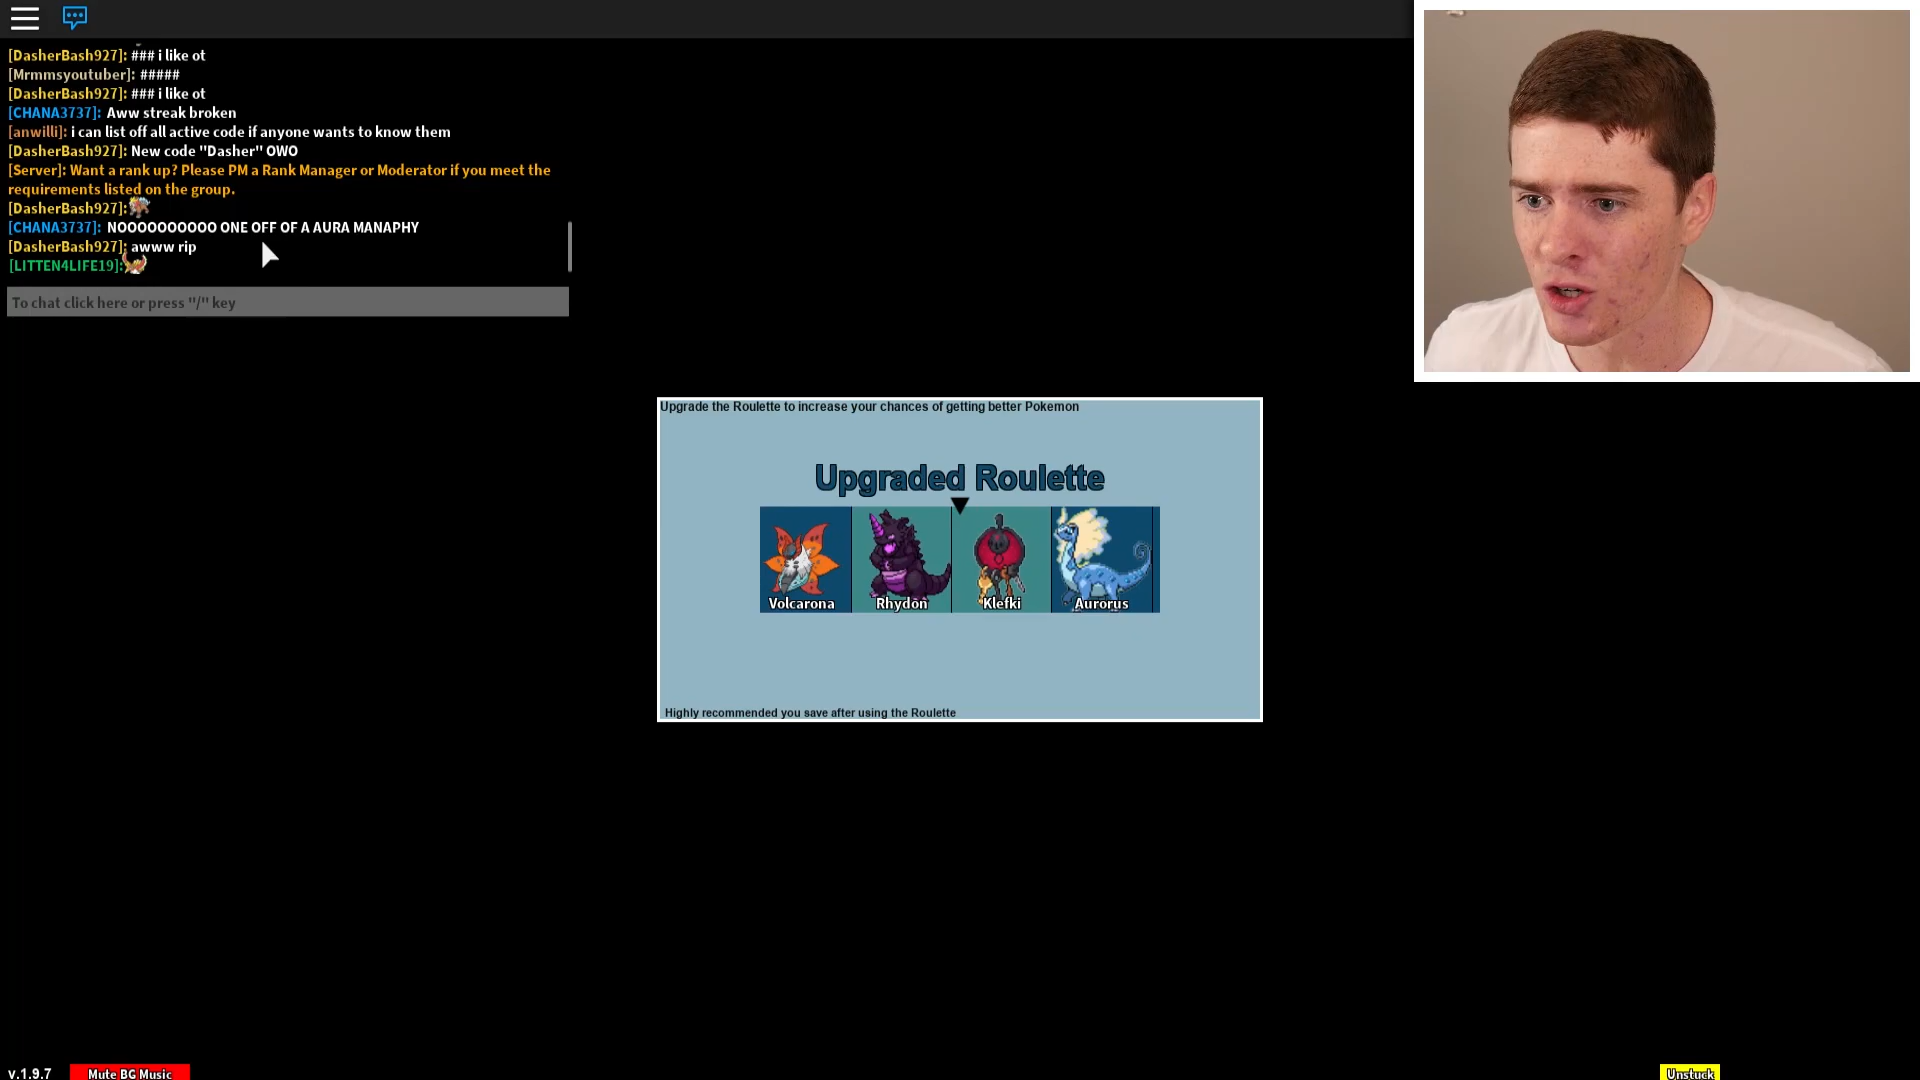 [DasherBash927]: ### i like ot
[Mrmmsyoutuber]: #####
[DasherBash927]: ### i like ot
[CHANA3737]: Aww streak broken
[anwilli]: i can list off all active code if anyone wants to know them
[DasherBash927]: New code "Dasher" OWO
[Server]: Want a rank up? Please PM a Rank Manager or Moderator if you meet the
requirements listed on the group.
[DasherBash927]:
[CHANA3737]: NOOOOOOOOOO ONE OFF OF A AURA MANAPHY
[DasherBash927]: awww rip
[LITTEN4LIFE19]:
To chat click here or press "/" key
Upgrade the Roulette to increase your chances of getting better Pokemon
Upgraded Roulette
Volcarona Rhydon Klefki Aurorus
Highly recommended you save after using the Roulette
v.1.9.7 Mute BG Music Unstuck